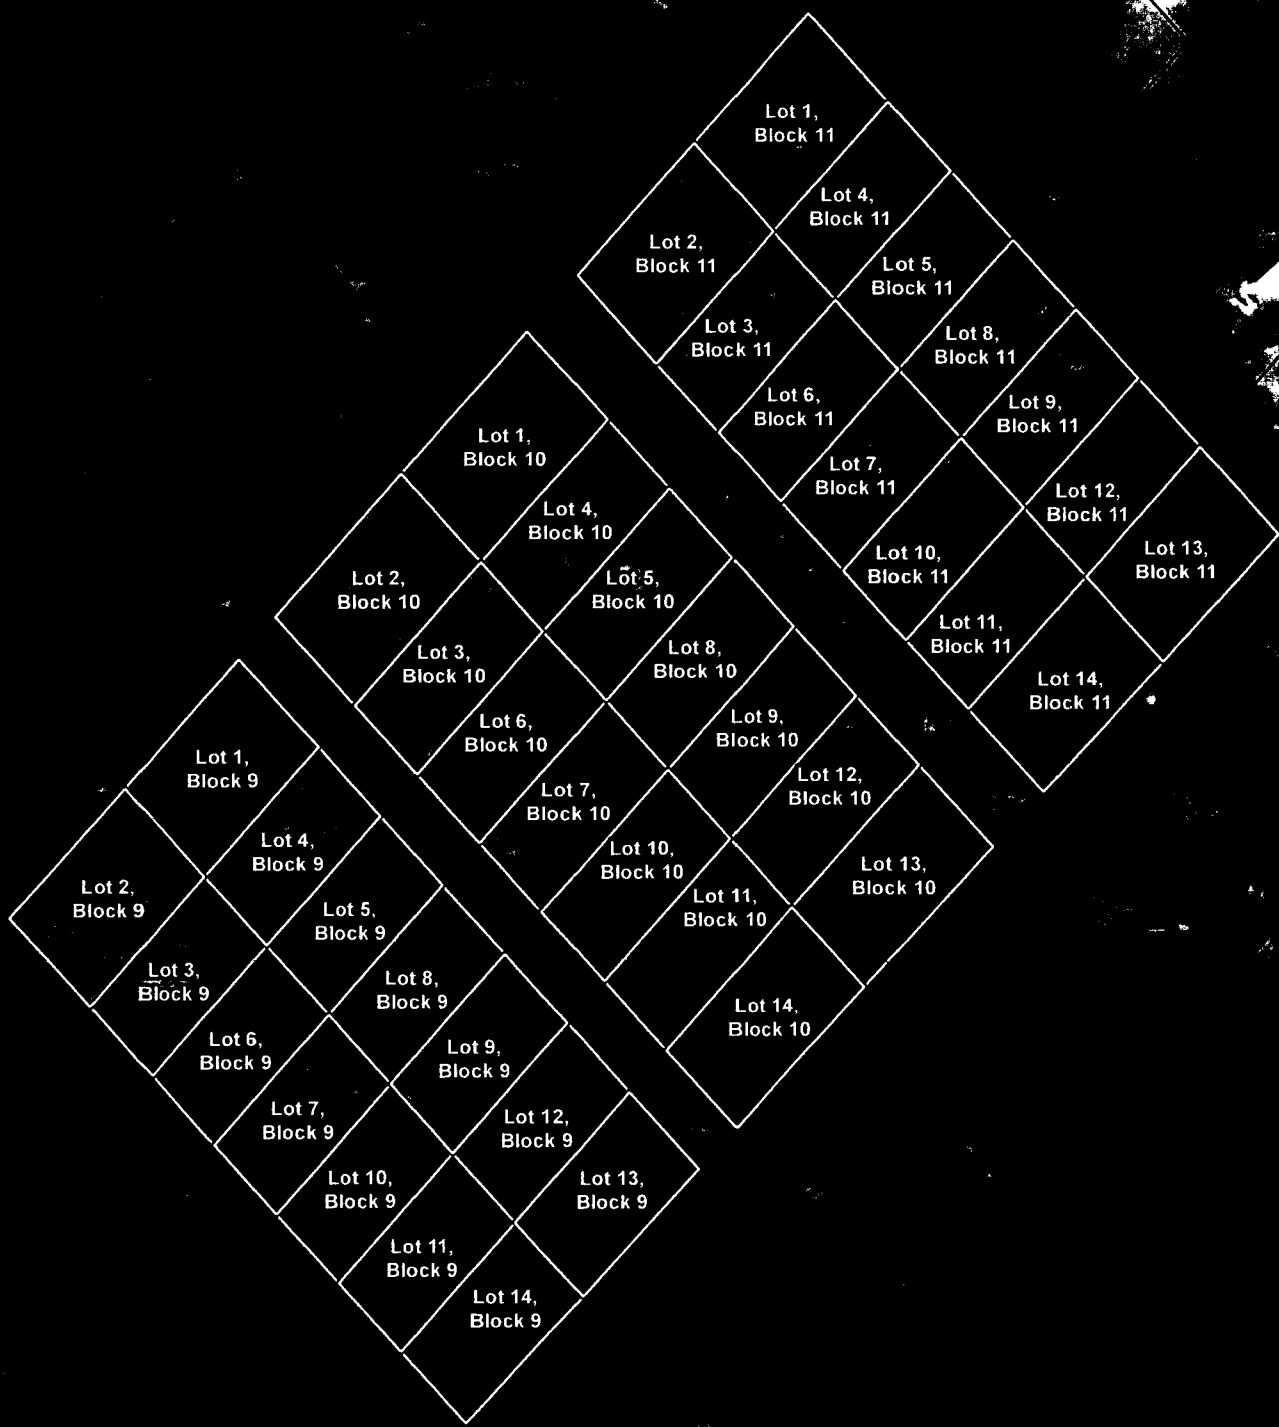 Lot 1,
Block 11
Lot 4,
Block 11
Lot 2,
Block 11
Lot 5,
Block 11
Lot 3,
Block 11
Lot 8,
Block 11
Lot 6,
Block 11
Lot 9,
Block 11
Lot 7,
Block 11
Lot 12,
Block 11
Lot 10,
Block 11
Lot 13,
Block 11
Lot 11,
Block 11
Lot 14,
Block 11
Lot 1,
Block 10
Lot 4,
Block 10
Lot 2,
Block 10
Lot 5,
Block 10
Lot 3,
Block 10
Lot 8,
Block 10
Lot 6,
Block 10
Lot 9,
Block 10
Lot 7,
Block 10
Lot 12,
Block 10
Lot 10,
Block 10
Lot 13,
Block 10
Lot 11,
Block 10
Lot 14,
Block 10
Lot 1,
Block 9
Lot 4,
Block 9
Lot 2,
Block 9
Lot 5,
Block 9
Lot 3,
Block 9
Lot 8,
Block 9
Lot 6,
Block 9
Lot 9,
Block 9
Lot 7,
Block 9
Lot 12,
Block 9
Lot 10,
Block 9
Lot 13,
Block 9
Lot 11,
Block 9
Lot 14,
Block 9